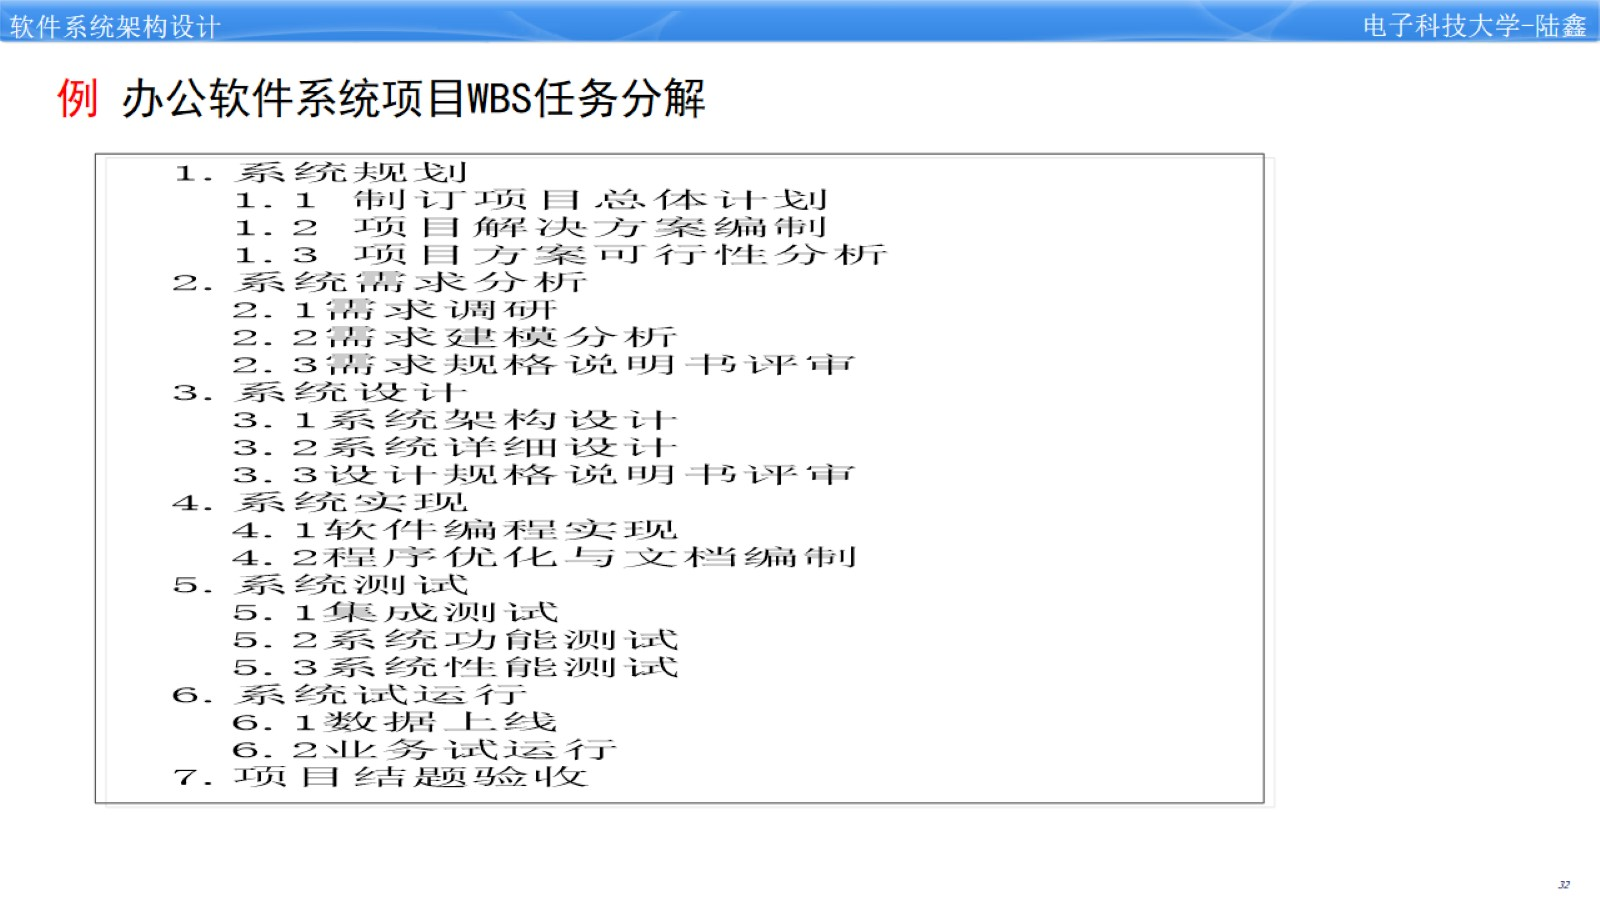 软件系统架构设计
电子科技大学-陆鑫
例 办公软件系统项目WBS任务分解
1. 系统规划
1.1 制订项目总体计划
1.2 项目解决方案编制
1.3 项目方案可行性分析
2. 系统需求分析
2.1需求调研
2.2需求建模分析
2.3需求规格说明书评审
3. 系统设计
3.1系统架构设计
3.2系统详细设计
3.3设计规格说明书评审
4. 系统实现
4.1软件编程实现
4.2程序优化与文档编制
5. 系统测试
5.1集成测试
5.2系统功能测试
5.3系统性能测试
6. 系统试运行
6.1数据上线
6.2业务试运行
7. 项目结题验收
32